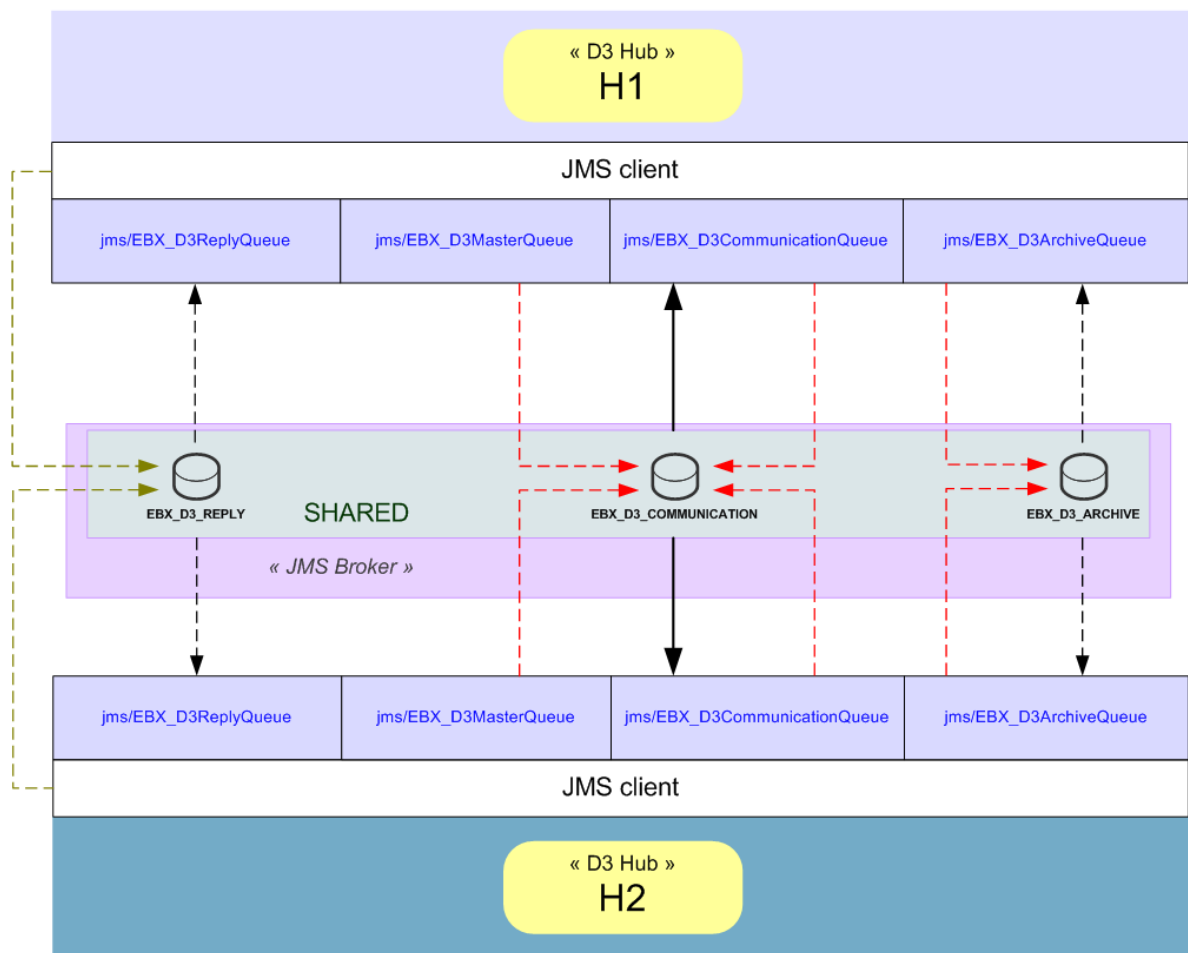 « D3 Hub »
H1
JMS client
jms/EBX_D3ReplyQueue
jms/EBX_D3MasterQueue
jms/EBX_D3CommunicationQueue
jms/EBX_D3ArchiveQueue
EBX_D3_REPLY
SHARED
EBX_D3_COMMUNICATION
EBX_D3_ARCHIVE
« JMS Broker »
jms/EBX_D3ReplyQueue
jms/EBX_D3MasterQueue
jms/EBX_D3CommunicationQueue
jms/EBX_D3ArchiveQueue
JMS client
« D3 Hub »
H2